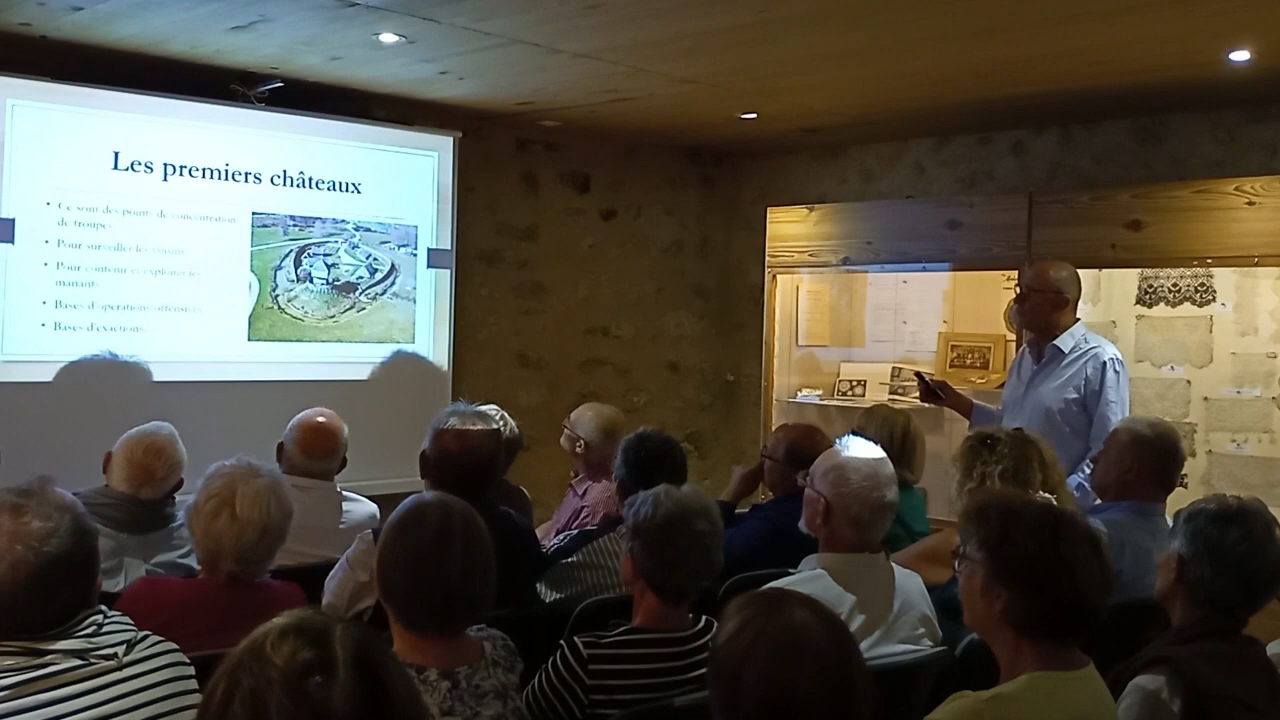 Les premiers châteaux
• Ce sont des points de concentration
de troupes
• Pour surveiller les voisins
• Pour contenir et exploiter les
manants
• Bases d'opérations offensives
• Bases d'exactions